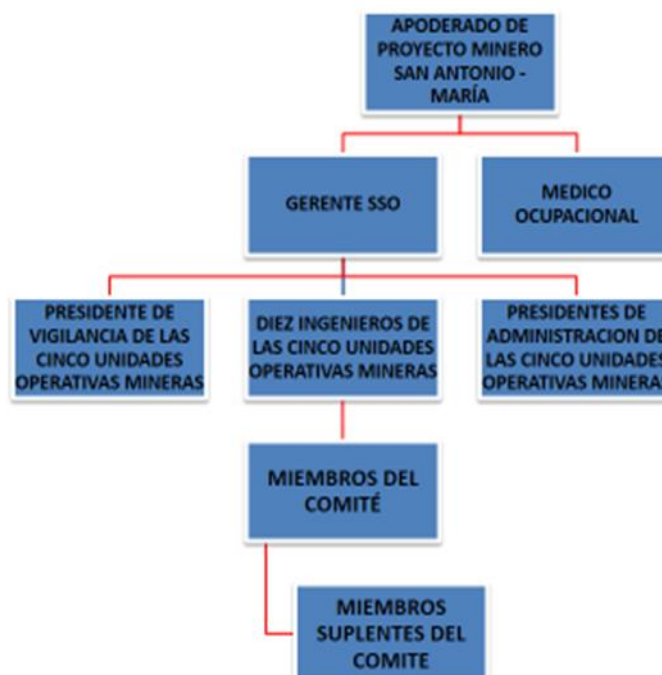 APODERADO DE
PROYECTO MINERO
SAN ANTONIO -
MARÍA
GERENTE SSO
MEDICO
OCUPACIONAL
PRESIDENTE DE
VIGILANCIA DE LAS
CINCO UNIDADES
OPERATIVAS MINERAS
DIEZ INGENIEROS DE
LAS CINCO UNIDADES
OPERATIVAS MINERAS
PRESIDENTES DE
ADMINISTRACION DE
LAS CINCO UNIDADES
OPERATIVAS MINERAS
MIEMBROS DEL
COMITÉ
MIEMBROS
SUPLENTES DEL
COMITE